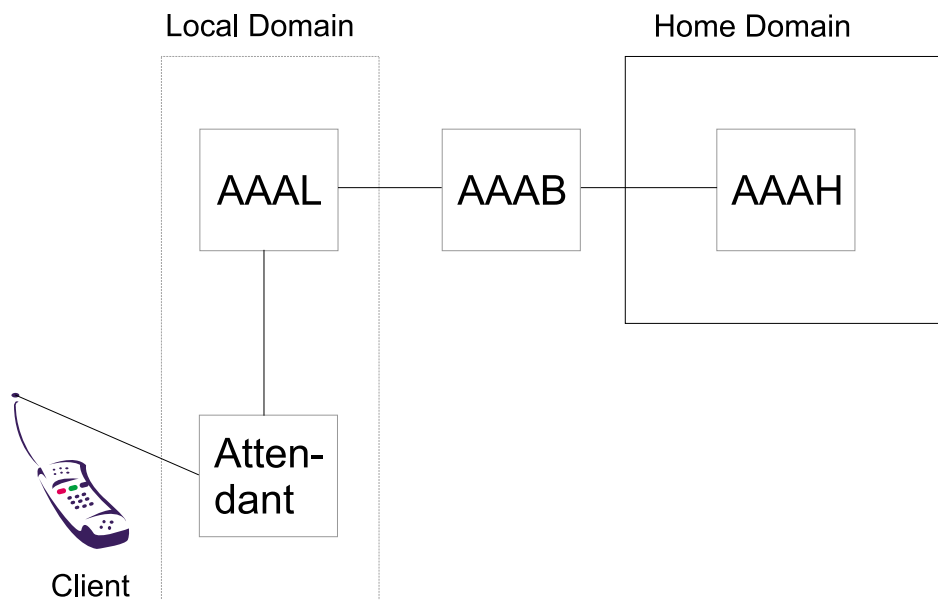 Local Domain
Home Domain
AAAL
AAAB
AAAH
Atten-
dant
Client